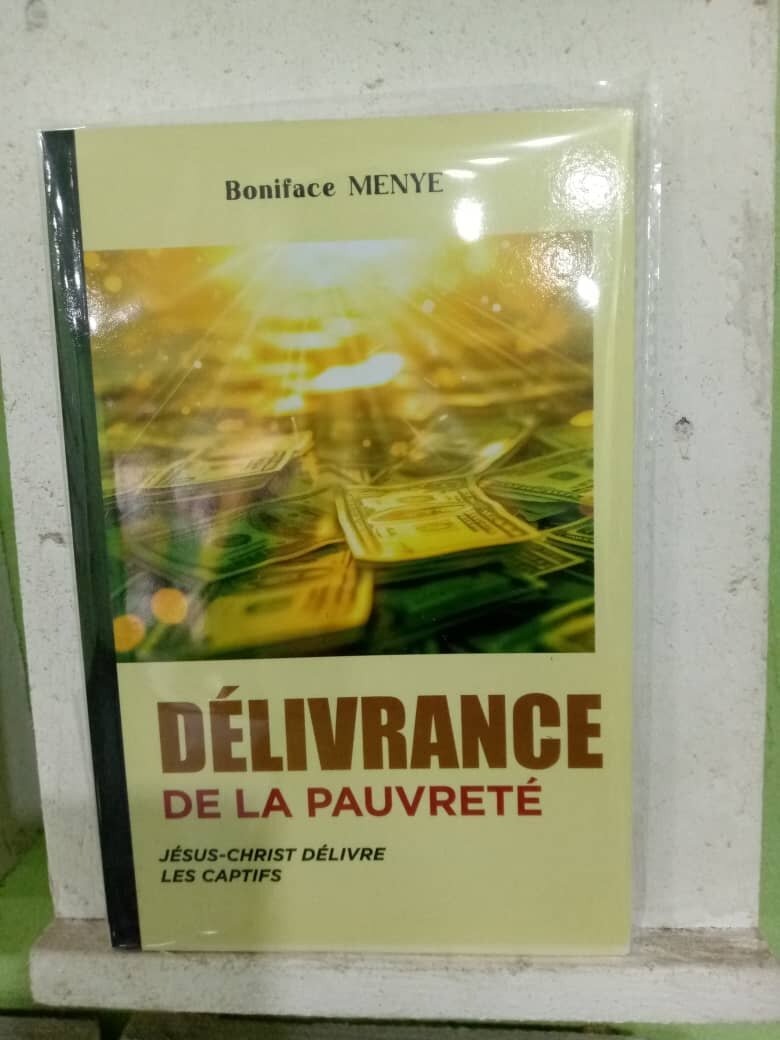 Boniface MENYE
DÉLIVRANCE
DE LA PAUVRETÉ
JÉSUS-CHRIST DÉLIVRE
LES CAPTIFS